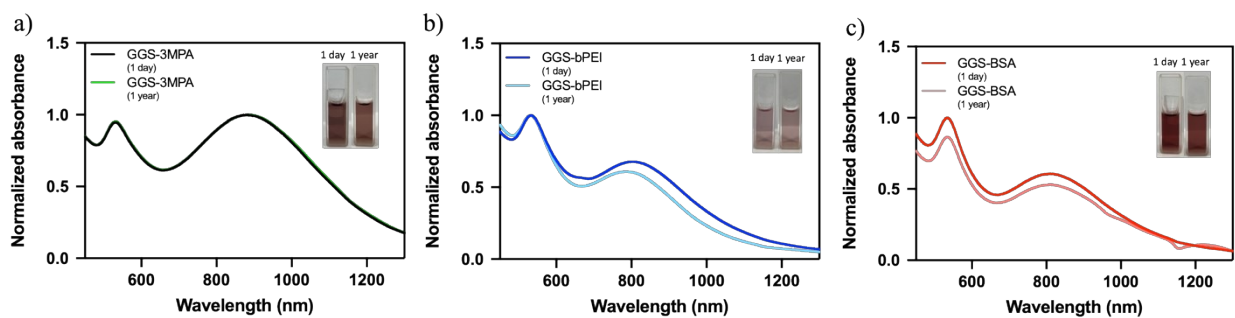 a)
1.5
1.0
0.5
0.0
Normalized absorbance
GGS-3MPA
(1 day)
GGS-3MPA
(1 year)
1 day 1 year
600
800
1000
1200
Wavelength (nm)
b)
1.5
1.0
0.5
0.0
Normalized absorbance
GGS-bPEI
(1 day)
GGS-bPEI
(1 year)
1 day 1 year
600
800
1000
1200
Wavelength (nm)
c)
1.5
1.0
0.5
0.0
Normalized absorbance
GGS-BSA
(1 day)
GGS-BSA
(1 year)
1 day 1 year
600
800
1000
1200
Wavelength (nm)